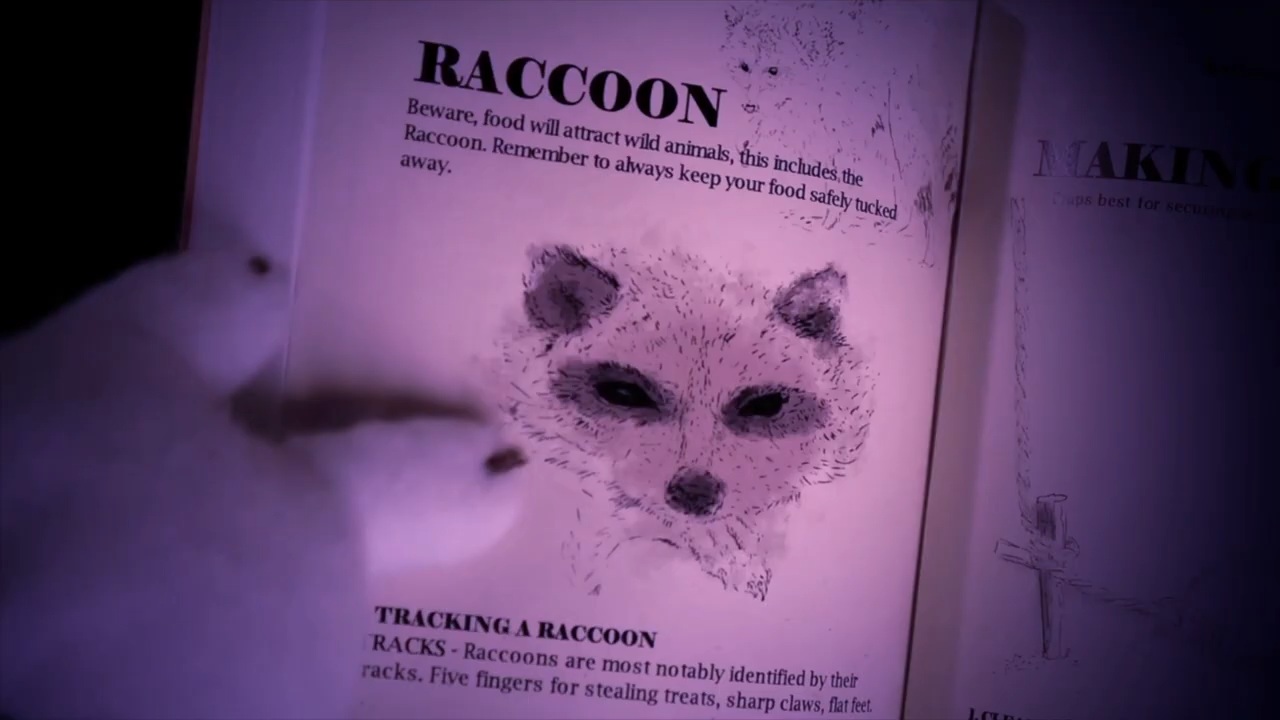 RACCOON
Beware, food will attract wild animals, this includes the
Raccoon. Remember to always keep your food safely tucked
away.
TRACKING A RACCOON
RACKS - Raccoons are most notably identified by their
racks. Five fingers for stealing treats, sharp claws, flat feet.
MAKING
best for